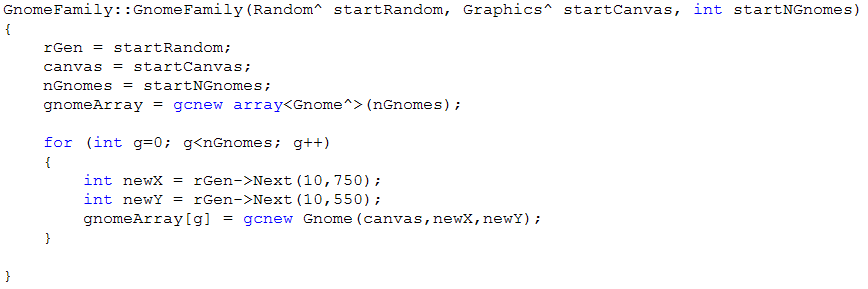 GnomeFamily::GnomeFamily(Random^ startRandom, Graphics^ startCanvas, int startNGnomes)
{
    rGen = startRandom;
    canvas = startCanvas;
    nGnomes = startNGnomes;
    gnomeArray = gcnew array<Gnome^>(nGnomes);

    for (int g=0; g<nGnomes; g++)
    {
        int newX = rGen->Next(10,750);
        int newY = rGen->Next(10,550);
        gnomeArray[g] = gcnew Gnome(canvas,newX,newY);
    }

}